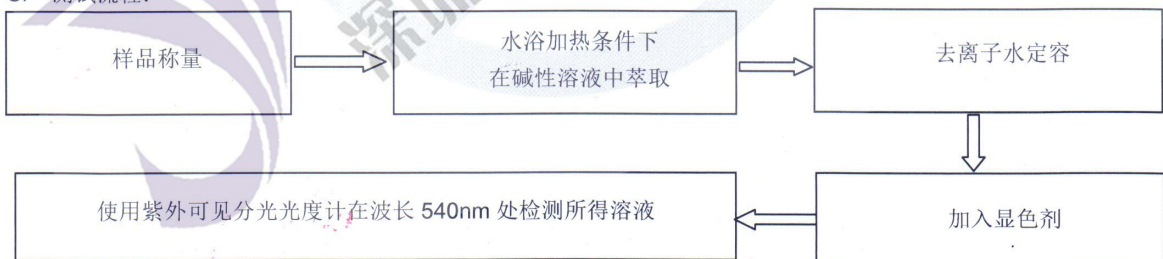 样品称量
水浴加热条件下
在碱性溶液中萃取
去离子水定容
使用紫外可见分光光度计在波长 540nm 处检测所得溶液
加入显色剂